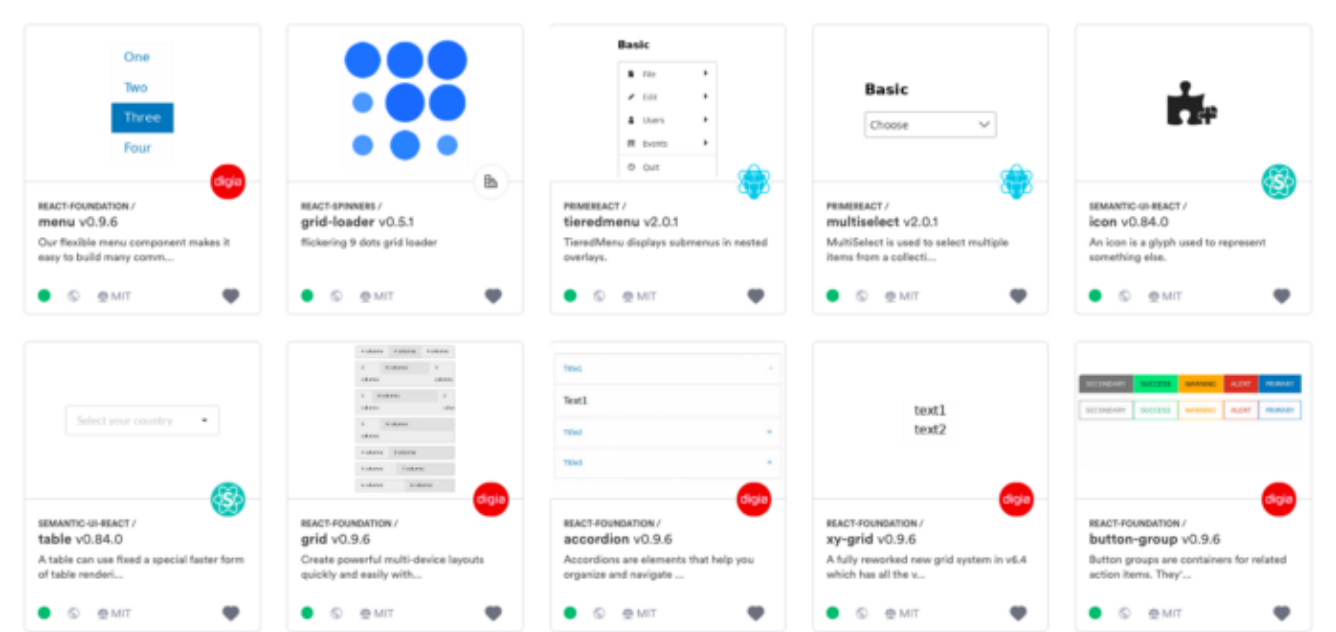 One
Two
Three
Four
digia
REACT-FOUNDATION /
menu v0.9.6
Our flexible menu component makes it
easy to build many comm...
MIT
REACT-SPINNERS /
grid-loader v0.5.1
flickering 9 dots grid loader
MIT
Basic
File
Edit
Users
Events
Quit
PRIMEREACT /
tieredmenu v2.0.1
TieredMenu displays submenus in nested
overlays.
MIT
Basic
Choose
PRIMEREACT /
multiselect v2.0.1
MultiSelect is used to select multiple
items from a collecti...
MIT
S
SEMANTIC-UI-REACT /
icon v0.84.0
An icon is a glyph used to represent
something else.
MIT
Select your country
S
SEMANTIC-UI-REACT /
table v0.84.0
A table can use fixed a special faster form
of table renderi...
MIT
digia
REACT-FOUNDATION /
grid v0.9.6
Create powerful multi-device layouts
quickly and easily with...
MIT
Title1
Text1
Title2
Title3
digia
REACT-FOUNDATION /
accordion v0.9.6
Accordions are elements that help you
organize and navigate ...
MIT
text1
text2
digia
REACT-FOUNDATION /
xy-grid v0.9.6
A fully reworked new grid system in v6.4
which has all the v...
MIT
SECONDARY SUCCESS WARNING ALERT PRIMARY
SECONDARY SUCCESS WARNING ALERT PRIMARY
digia
REACT-FOUNDATION /
button-group v0.9.6
Button groups are containers for related
action items. They'...
MIT